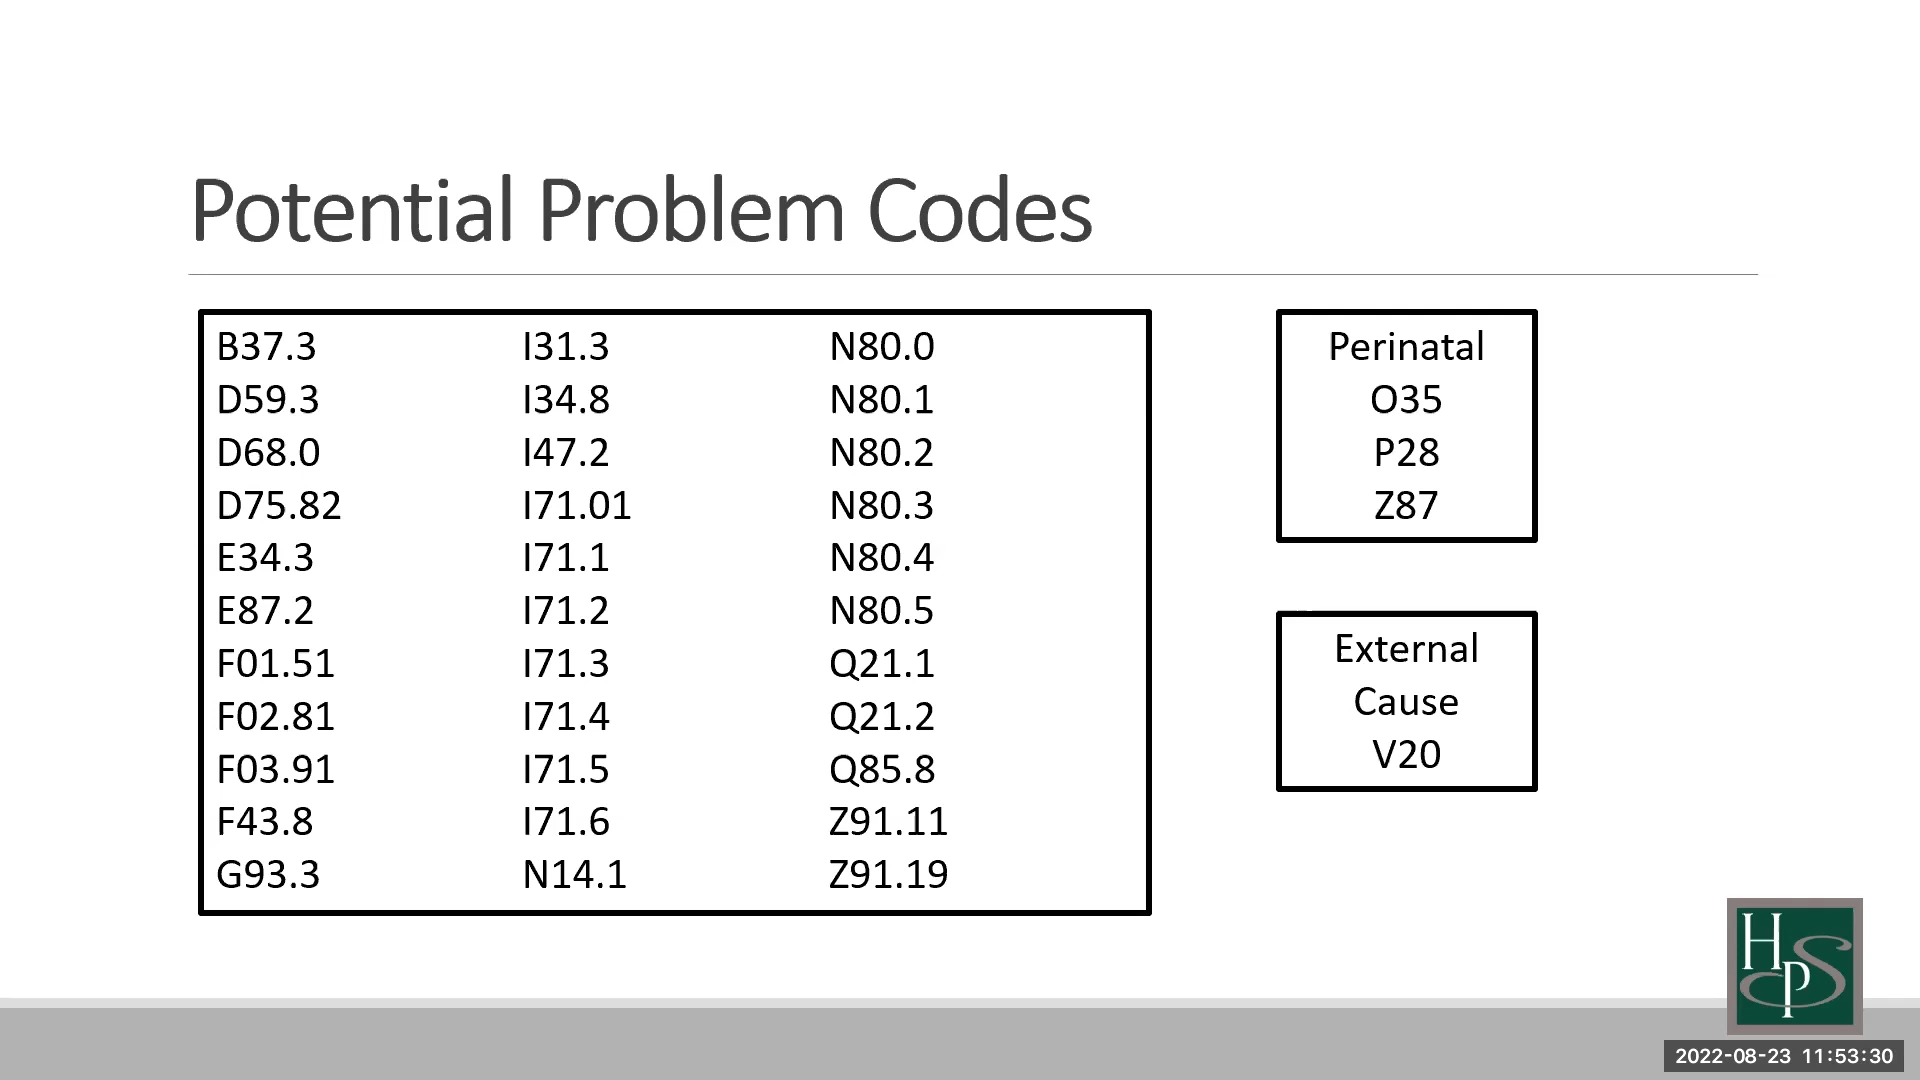 Potential Problem Codes
B37.3
D59.3
D68.0
D75.82
E34.3
E87.2
F01.51
F02.81
F03.91
F43.8
G93.3
I31.3
I34.8
I47.2
I71.01
I71.1
I71.2
I71.3
I71.4
I71.5
I71.6
N14.1
N80.0
N80.1
N80.2
N80.3
N80.4
N80.5
Q21.1
Q21.2
Q85.8
Z91.11
Z91.19
Perinatal
O35
P28
Z87
External
Cause
V20
HPS
2022-08-23 11:53:30